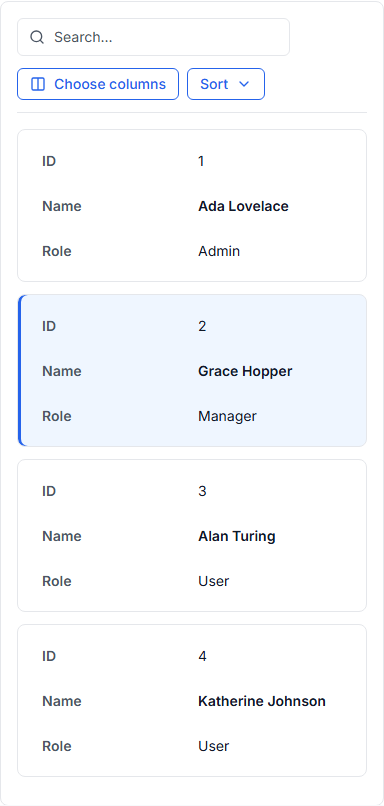 Search...
Choose columns Sort
ID 1
Name Ada Lovelace
Role Admin
ID 2
Name Grace Hopper
Role Manager
ID 3
Name Alan Turing
Role User
ID 4
Name Katherine Johnson
Role User